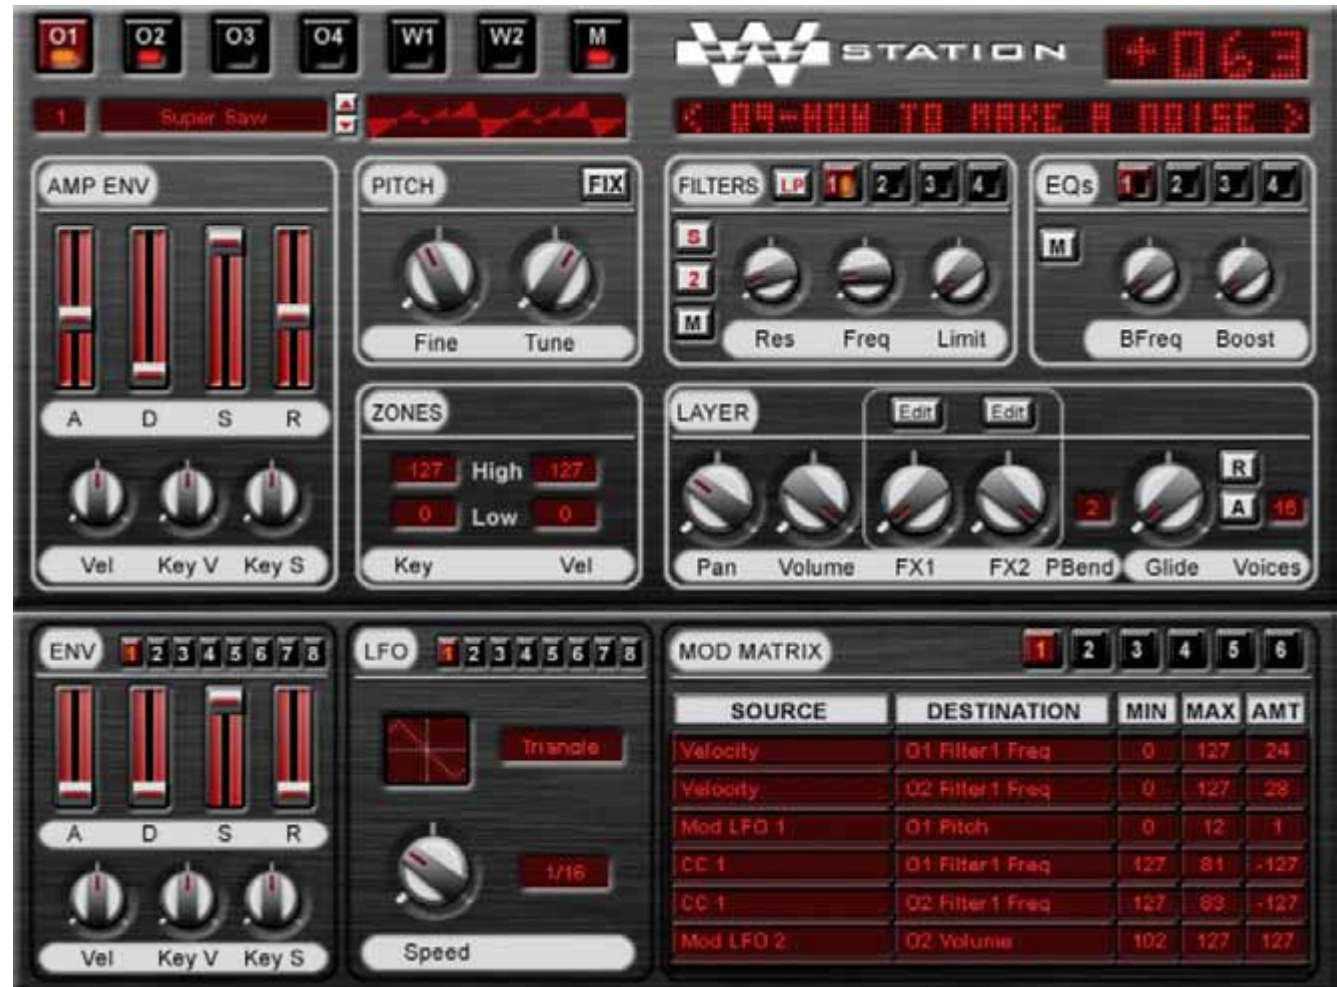 O1 O2 O3 O4 W1 W2 M
W STATION
+063
1 Super Saw
< 04-HOW TO MAKE A NOISE >
AMP ENV
A D S R
Vel Key V Key S
PITCH FIX
Fine Tune
FILTERS LP 1 2 3 4
S
2
M
Res Freq Limit
EQs 1 2 3 4
M
BFreq Boost
ZONES
127 High 127
0 Low 0
Key Vel
LAYER Edit Edit
R
2 A 16
Pan Volume FX1 FX2 PBend Glide Voices
ENV 1 2 3 4 5 6 7 8
A D S R
Vel Key V Key S
LFO 1 2 3 4 5 6 7 8
Triangle
1/16
Speed
MOD MATRIX 1 2 3 4 5 6
SOURCE DESTINATION MIN MAX AMT
Velocity O1 Filter1 Freq 0 127 24
Velocity O2 Filter1 Freq 0 127 28
Mod LFO 1 O1 Pitch 0 12 1
CC 1 O1 Filter1 Freq 127 81 -127
CC 1 O2 Filter1 Freq 127 83 -127
Mod LFO 2 O2 Volume 102 127 127